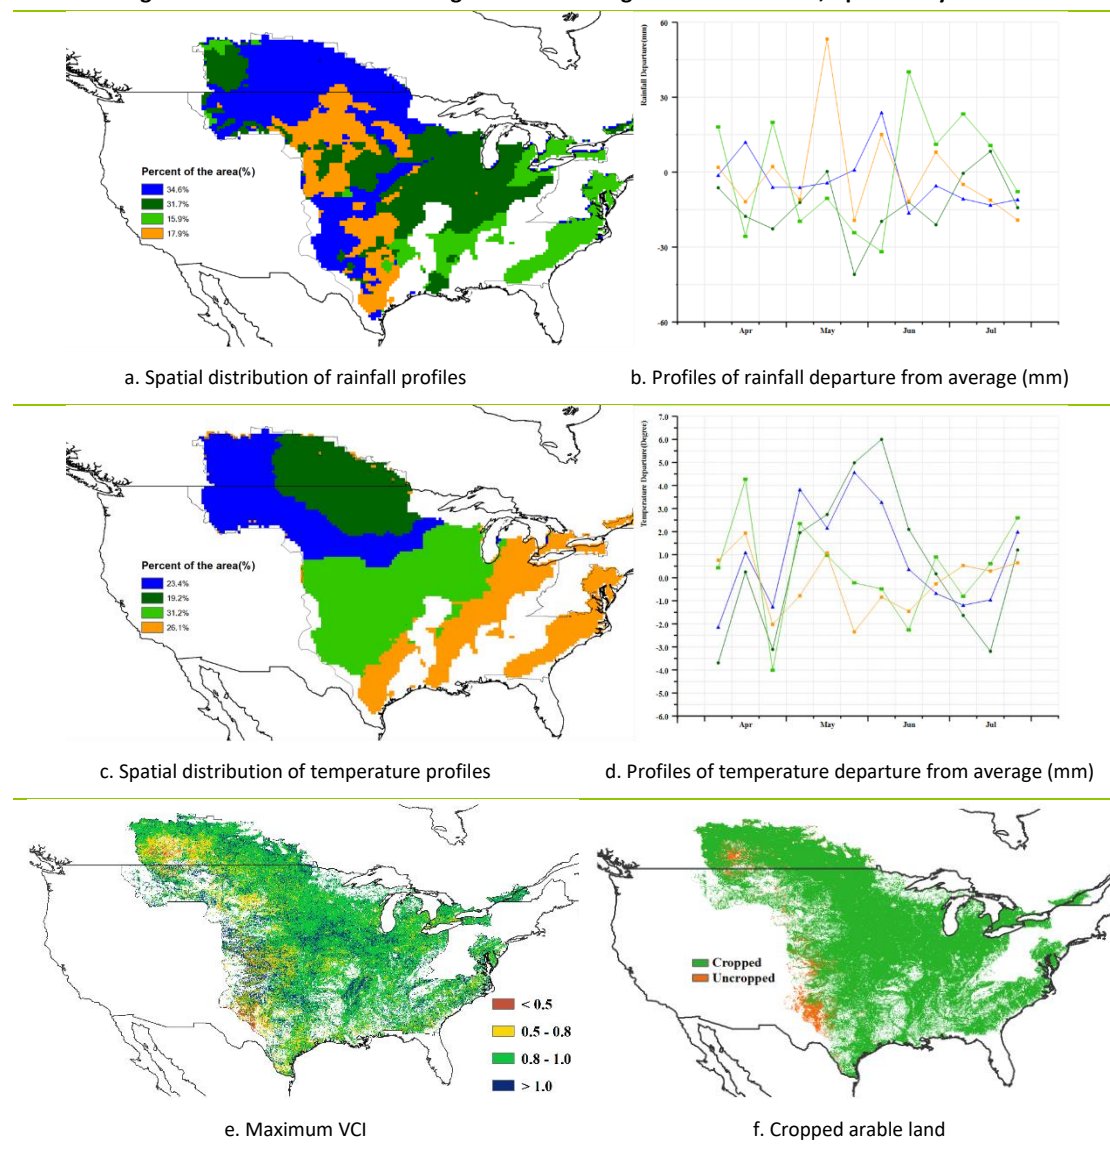 Percent of the area(%)
34.6%
31.7%
15.9%
17.9%
Rainfall Departure(mm)
60
30
0
-30
-60
Apr May Jun Jul
a. Spatial distribution of rainfall profiles
b. Profiles of rainfall departure from average (mm)
Percent of the area(%)
23.4%
19.2%
31.2%
26.1%
Temperature Departure(Degree)
7.0
6.0
5.0
4.0
3.0
2.0
1.0
0.0
-1.0
-2.0
-3.0
-4.0
-5.0
-6.0
Apr May Jun Jul
c. Spatial distribution of temperature profiles
d. Profiles of temperature departure from average (mm)
< 0.5
0.5 - 0.8
0.8 - 1.0
> 1.0
Cropped
Uncropped
e. Maximum VCI
f. Cropped arable land